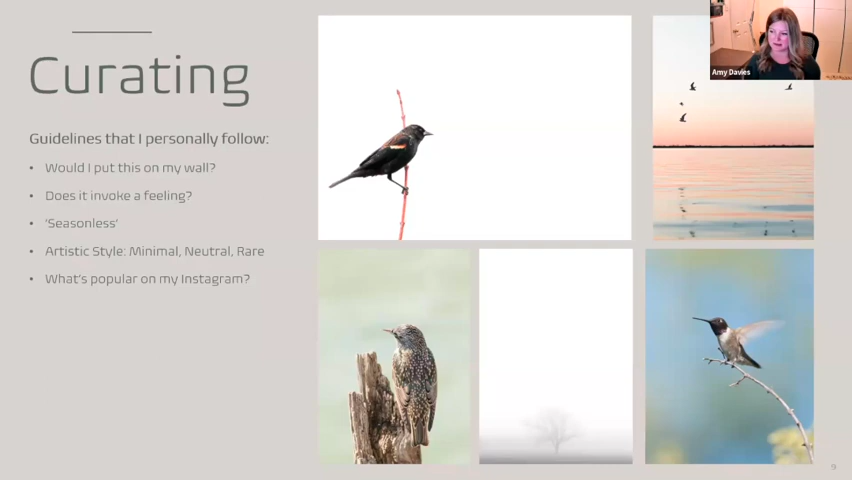 Curating
Guidelines that I personally follow:
• Would I put this on my wall?
• Does it invoke a feeling?
• 'Seasonless'
• Artistic Style: Minimal, Neutral, Rare
• What's popular on my Instagram?
Amy Davies
9